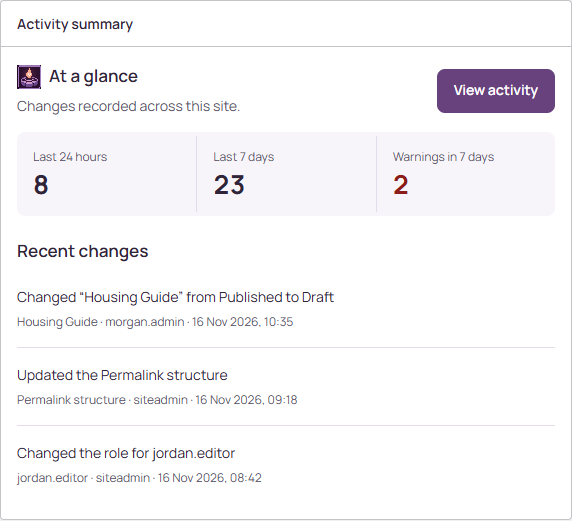 Activity summary
At a glance
Changes recorded across this site.
View activity
Last 24 hours
8
Last 7 days
23
Warnings in 7 days
2
Recent changes
Changed “Housing Guide” from Published to Draft
Housing Guide · morgan.admin · 16 Nov 2026, 10:35
Updated the Permalink structure
Permalink structure · siteadmin · 16 Nov 2026, 09:18
Changed the role for jordan.editor
jordan.editor · siteadmin · 16 Nov 2026, 08:42